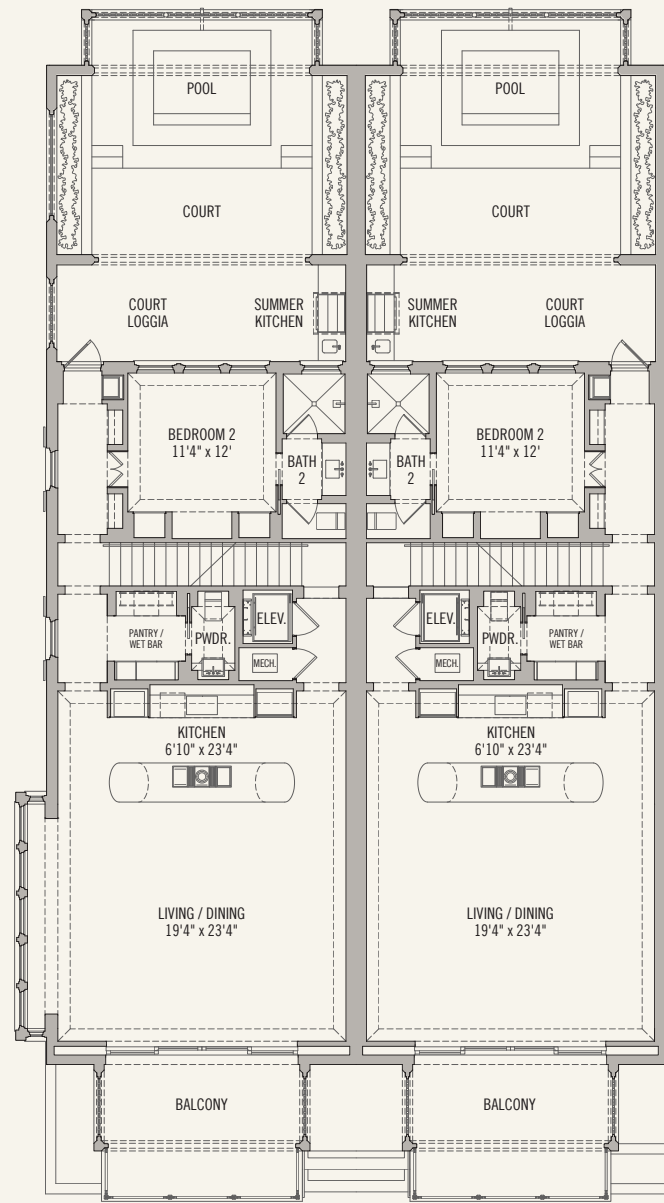 POOL
POOL
COURT
COURT
COURT
LOGGIA
SUMMER
KITCHEN
SUMMER
KITCHEN
COURT
LOGGIA
BEDROOM 2
11'4" x 12'
BATH
2
BATH
2
BEDROOM 2
11'4" x 12'
PANTRY /
WET BAR
PWDR.
ELEV.
MECH.
ELEV.
MECH.
PWDR.
PANTRY /
WET BAR
KITCHEN
6'10" x 23'4"
KITCHEN
6'10" x 23'4"
LIVING / DINING
19'4" x 23'4"
LIVING / DINING
19'4" x 23'4"
BALCONY
BALCONY